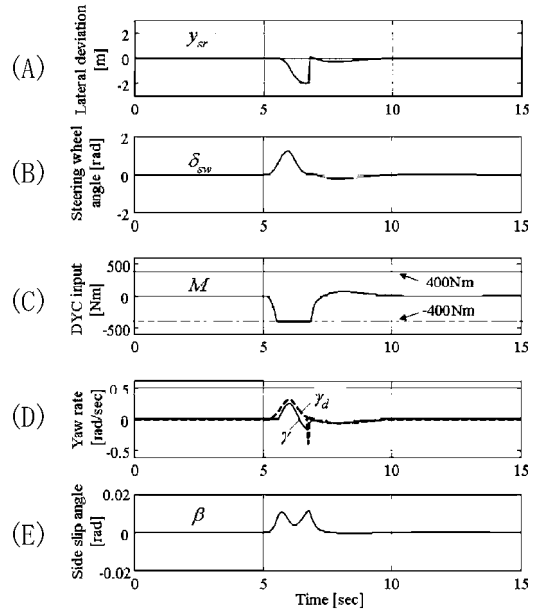 (A)
Lateral deviation
[m]
2
0
-2
y_sr
0
5
10
15
(B)
Steering wheel
angle [rad]
2
0
-2
δ_sw
0
5
10
15
(C)
DYC input
[Nm]
500
0
-500
M
400Nm
-400Nm
0
5
10
15
(D)
Yaw rate
[rad/sec]
0.5
0
-0.5
γ_d
γ
0
5
10
15
(E)
Side slip angle
[rad]
0.02
0
-0.02
β
0
5
10
15
Time [sec]